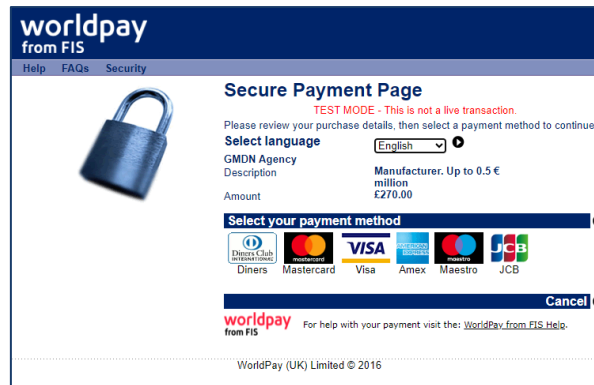 worldpay
from FIS
Help FAQs Security
Secure Payment Page
TEST MODE - This is not a live transaction.
Please review your purchase details, then select a payment method to continue
Select language English
GMDN Agency
Description Manufacturer. Up to 0.5 €
million
Amount £270.00
Select your payment method
Diners Club
INTERNATIONAL
mastercard
VISA
AMERICAN
EXPRESS
maestro
JCB
Diners Mastercard Visa Amex Maestro JCB
Cancel
worldpay
from FIS
For help with your payment visit the: WorldPay from FIS Help.
WorldPay (UK) Limited © 2016